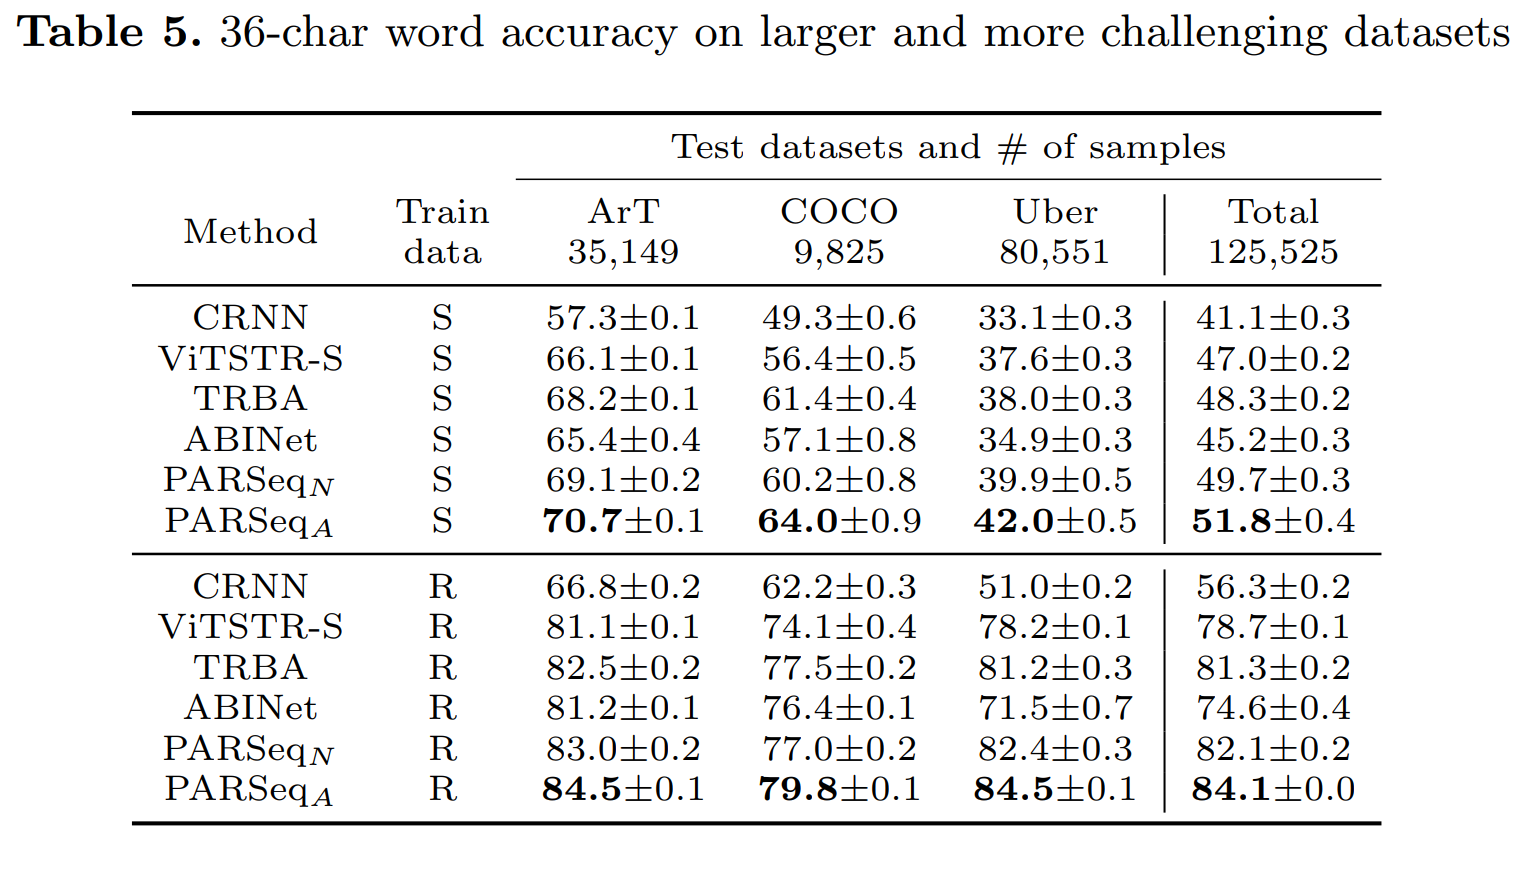 Table 5. 36-char word accuracy on larger and more challenging datasets
Test datasets and # of samples
Method Train data ArT 35,149 COCO 9,825 Uber 80,551 Total 125,525
CRNN S 57.3±0.1 49.3±0.6 33.1±0.3 41.1±0.3
ViTSTR-S S 66.1±0.1 56.4±0.5 37.6±0.3 47.0±0.2
TRBA S 68.2±0.1 61.4±0.4 38.0±0.3 48.3±0.2
ABINet S 65.4±0.4 57.1±0.8 34.9±0.3 45.2±0.3
PARSeqN S 69.1±0.2 60.2±0.8 39.9±0.5 49.7±0.3
PARSeqA S 70.7±0.1 64.0±0.9 42.0±0.5 51.8±0.4
CRNN R 66.8±0.2 62.2±0.3 51.0±0.2 56.3±0.2
ViTSTR-S R 81.1±0.1 74.1±0.4 78.2±0.1 78.7±0.1
TRBA R 82.5±0.2 77.5±0.2 81.2±0.3 81.3±0.2
ABINet R 81.2±0.1 76.4±0.1 71.5±0.7 74.6±0.4
PARSeqN R 83.0±0.2 77.0±0.2 82.4±0.3 82.1±0.2
PARSeqA R 84.5±0.1 79.8±0.1 84.5±0.1 84.1±0.0